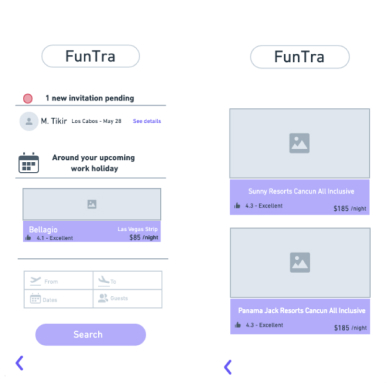 FunTra
1 new invitation pending
M. Tikir Los Cabos - May 28 See details
Around your upcoming
work holiday
Bellagio Las Vegas Strip
4.1 - Excellent $85 /night
From To
Dates Guests
Search
FunTra
Sunny Resorts Cancun All Inclusive
4.3 - Excellent $185 /night
Panama Jack Resorts Cancun All Inclusive
4.3 - Excellent $185 /night